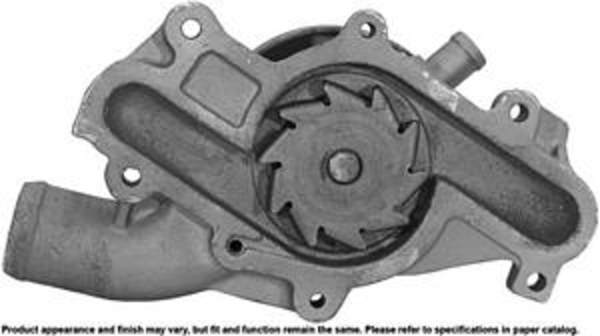 Product appearance and finish may vary, but fit and function remain the same. Please refer to specifications in paper catalog.